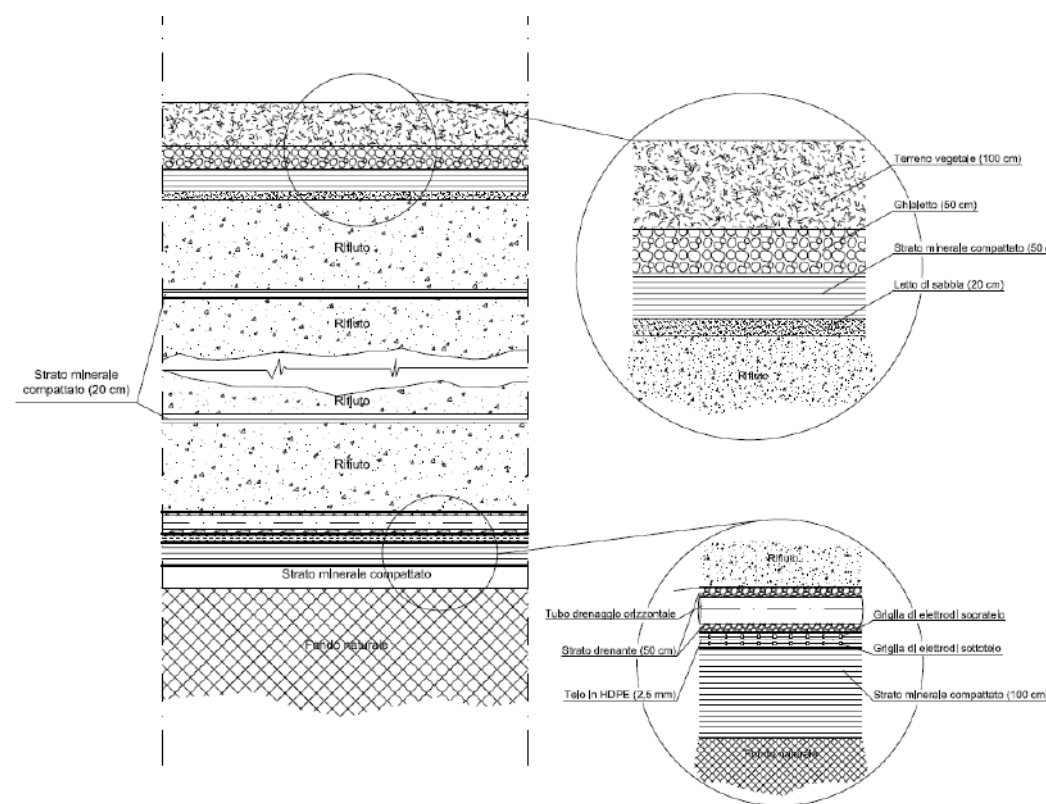 Terreno vegetale (100 cm)
Ghiaietto (50 cm)
Strato minerale compattato (50 c
Letto di sabbia (20 cm)
Rifiuto
Rifiuto
Rifiuto
Strato minerale
compattato (20 cm)
Rifiuto
Rifiuto
Strato minerale compattato
Fondo naturale
Rifiuto
Tubo drenaggio orizzontale
Griglia di elettrodi sopratelo
Strato drenante (50 cm)
Griglia di elettrodi sottotelo
Telo in HDPE (2,5 mm)
Strato minerale compattato (100 cm)
Fondo naturale